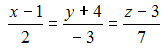 (x − 1)/2 = (y + 4)/− 3 = (z − 3)/7